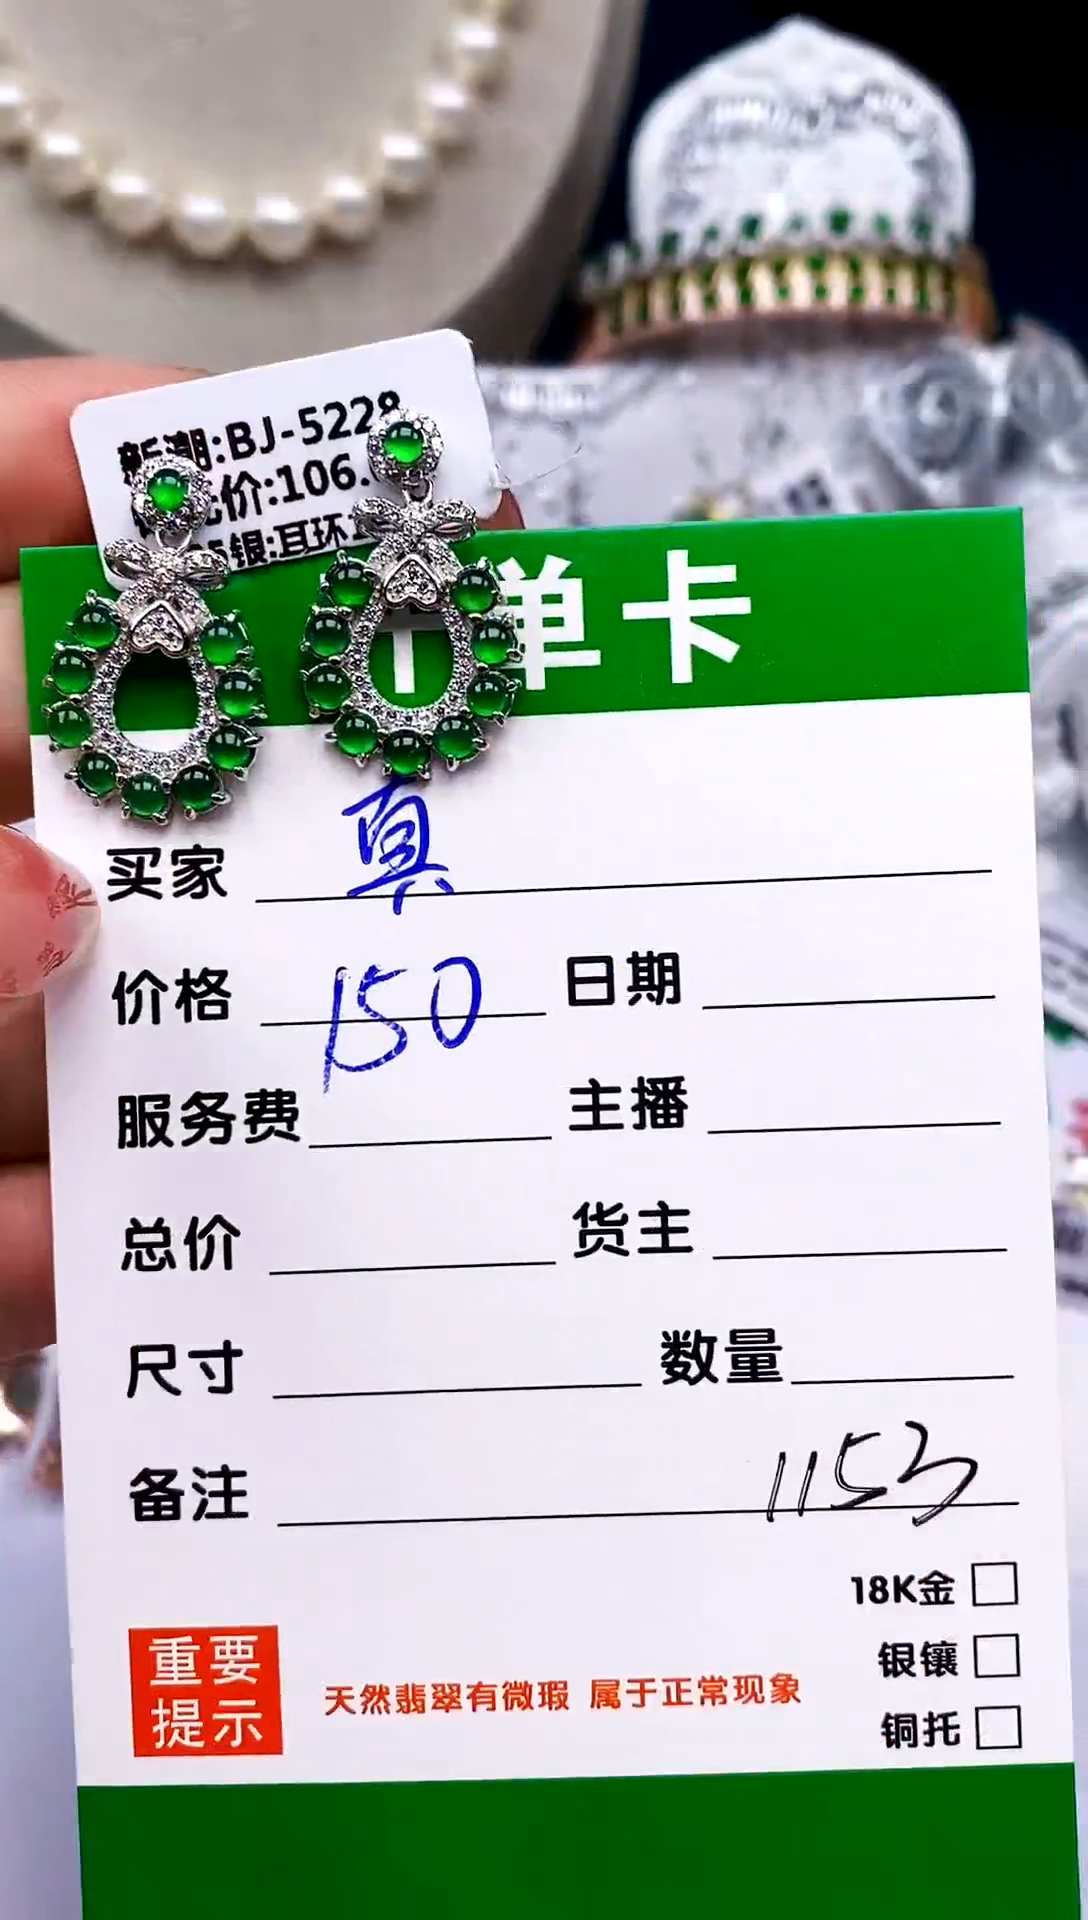 新潮:BJ-5228
价:106.
5银:耳环
单卡
买家 真
价格 150 日期
服务费 主播
总价 货主
尺寸 数量
备注 1153
18K金
银镶
铜托
重要
提示
天然翡翠有微瑕 属于正常现象